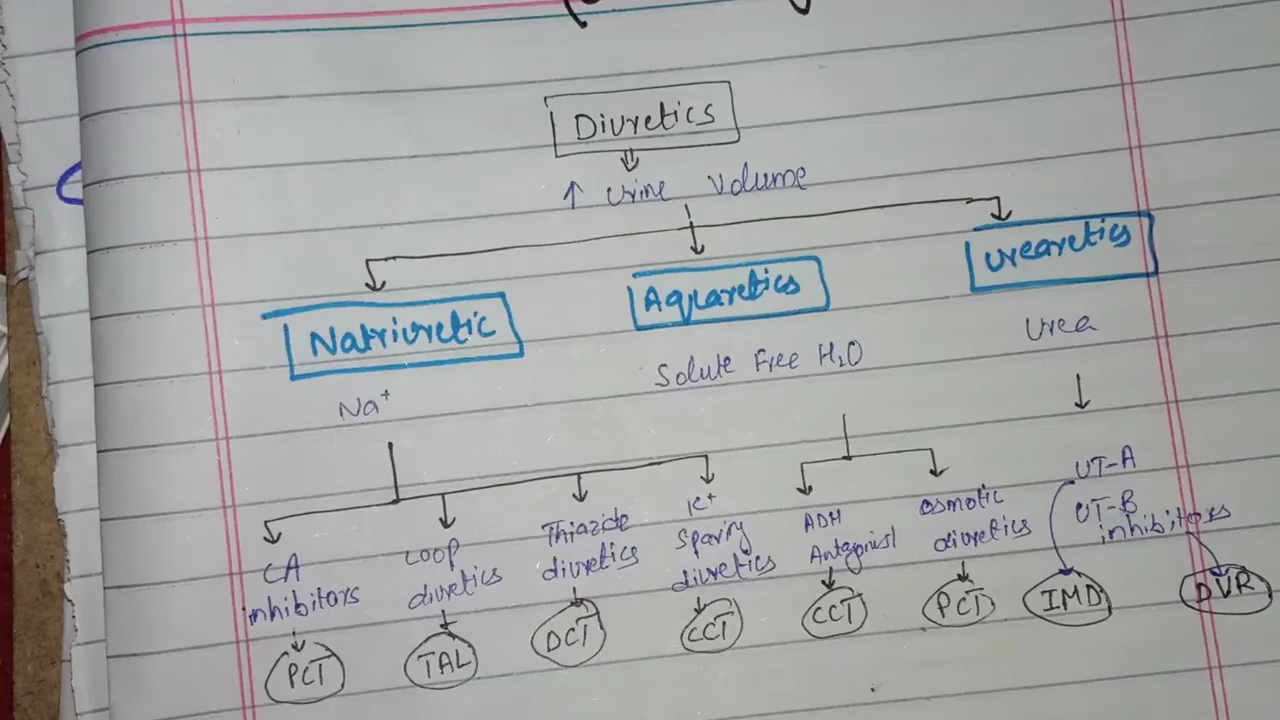 Diuretics
↑ Urine Volume
Natriuretic
Aquaretics
Urearetics
Na⁺
Solute Free H₂O
Urea
CA
inhibitors
Loop
diuretics
Thiazide
diuretics
K⁺
Sparing
diuretics
ADH
Antagonist
Osmotic
diuretics
UT-A
UT-B
inhibitors
PCT
TAL
DCT
CCT
CCT
PCT
IMD
DVR